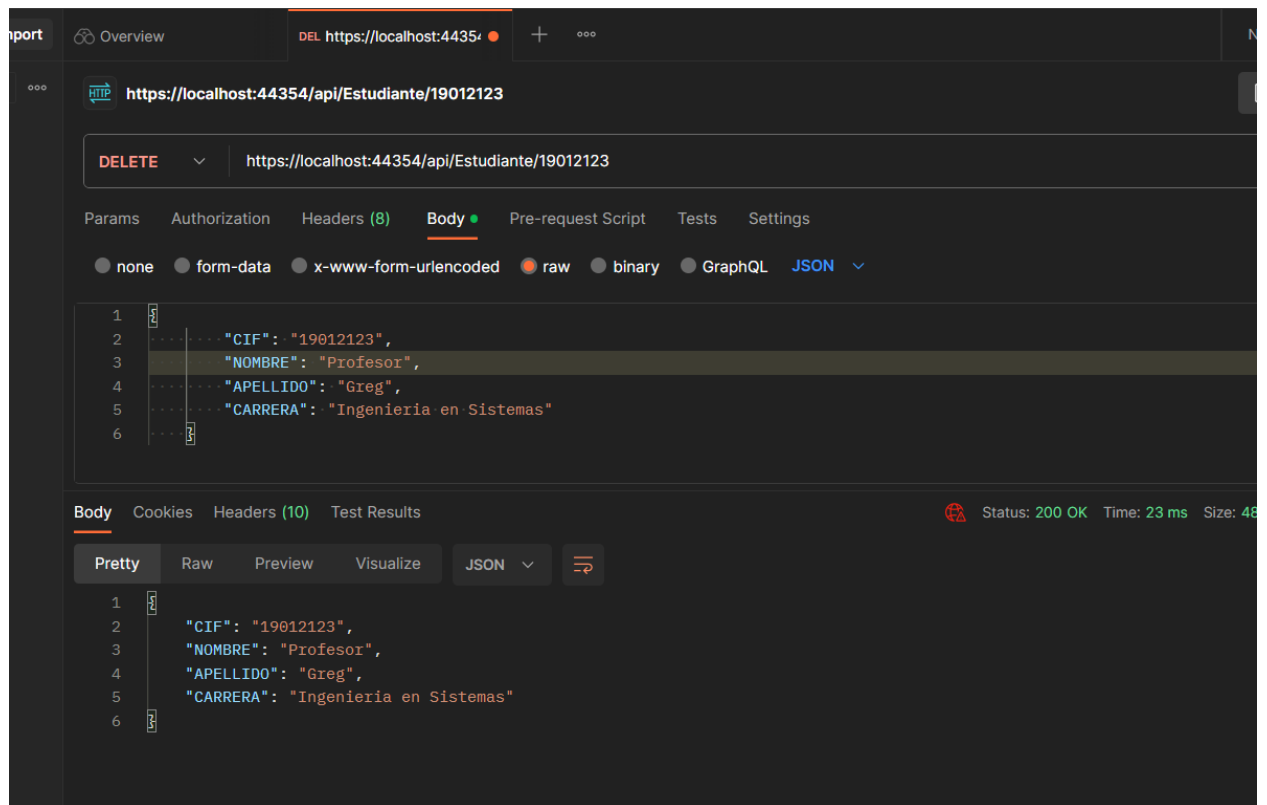 nport
Overview
DEL https://localhost:4435
N
HTTP https://localhost:44354/api/Estudiante/19012123
DELETE https://localhost:44354/api/Estudiante/19012123
Params Authorization Headers (8) Body Pre-request Script Tests Settings
none form-data x-www-form-urlencoded raw binary GraphQL JSON
1 {
2 "CIF": "19012123",
3 "NOMBRE": "Profesor",
4 "APELLIDO": "Greg",
5 "CARRERA": "Ingenieria en Sistemas"
6 }
Body Cookies Headers (10) Test Results Status: 200 OK Time: 23 ms Size: 48
Pretty Raw Preview Visualize JSON
1 {
2 "CIF": "19012123",
3 "NOMBRE": "Profesor",
4 "APELLIDO": "Greg",
5 "CARRERA": "Ingenieria en Sistemas"
6 }